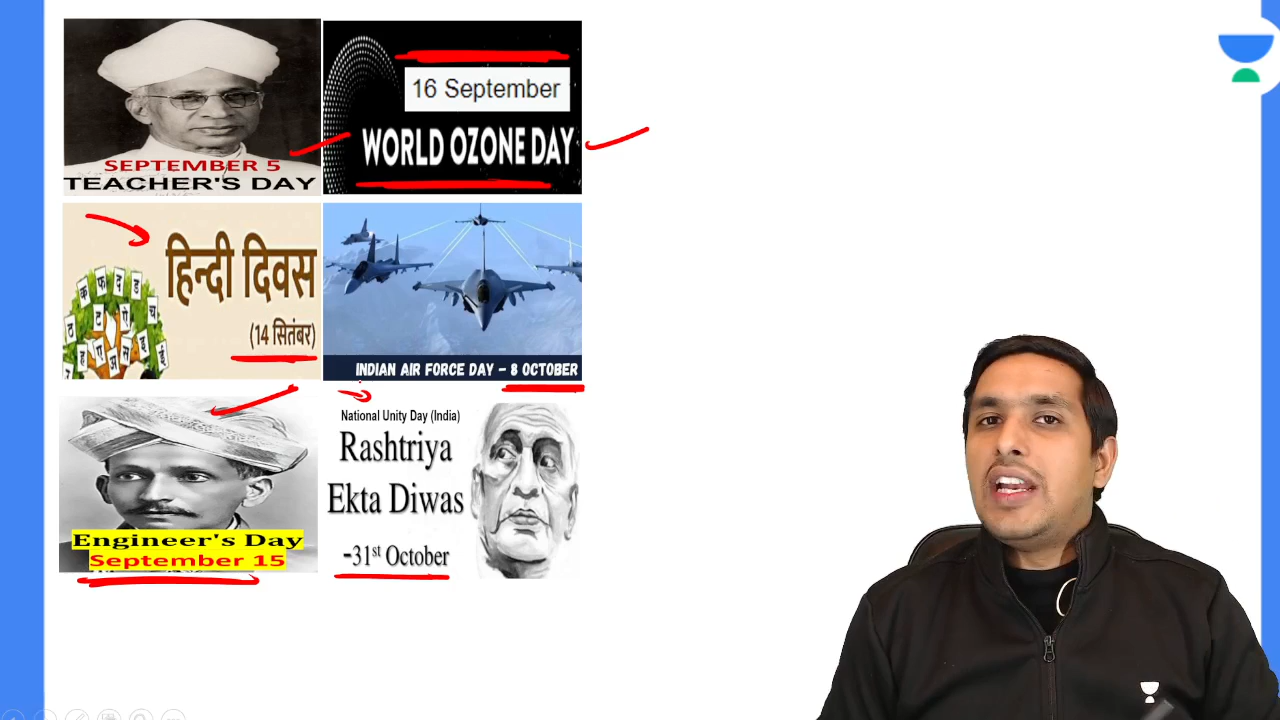 SEPTEMBER 5
TEACHER'S DAY
16 September
WORLD OZONE DAY
हिन्दी दिवस
(14 सितंबर)
क फ द ड
च
ट ऐ
ठ
अ
INDIAN AIR FORCE DAY – 8 OCTOBER
Engineer's Day
September 15
National Unity Day (India)
Rashtriya
Ekta Diwas
-31st October